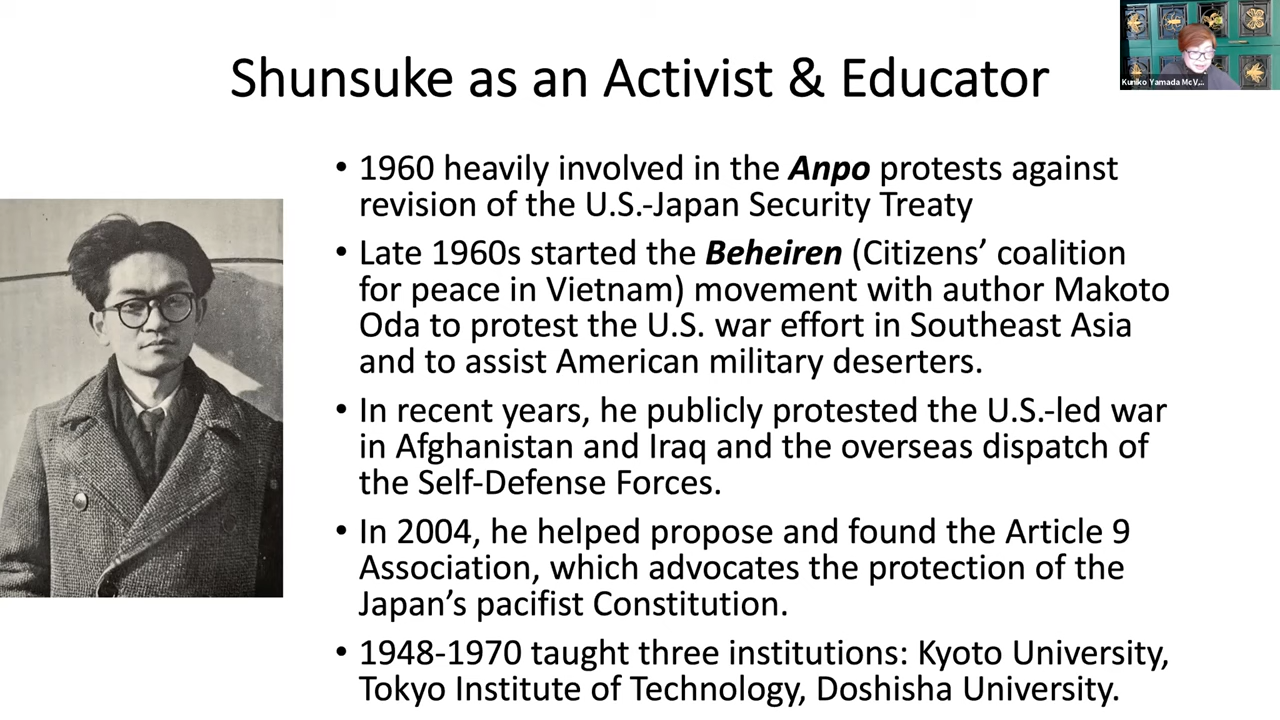 Shunsuke as an Activist & Educator
Kuniko Yamada McV...
• 1960 heavily involved in the Anpo protests against
revision of the U.S.-Japan Security Treaty
• Late 1960s started the Beheiren (Citizens’ coalition
for peace in Vietnam) movement with author Makoto
Oda to protest the U.S. war effort in Southeast Asia
and to assist American military deserters.
• In recent years, he publicly protested the U.S.-led war
in Afghanistan and Iraq and the overseas dispatch of
the Self-Defense Forces.
• In 2004, he helped propose and found the Article 9
Association, which advocates the protection of the
Japan’s pacifist Constitution.
• 1948-1970 taught three institutions: Kyoto University,
Tokyo Institute of Technology, Doshisha University.